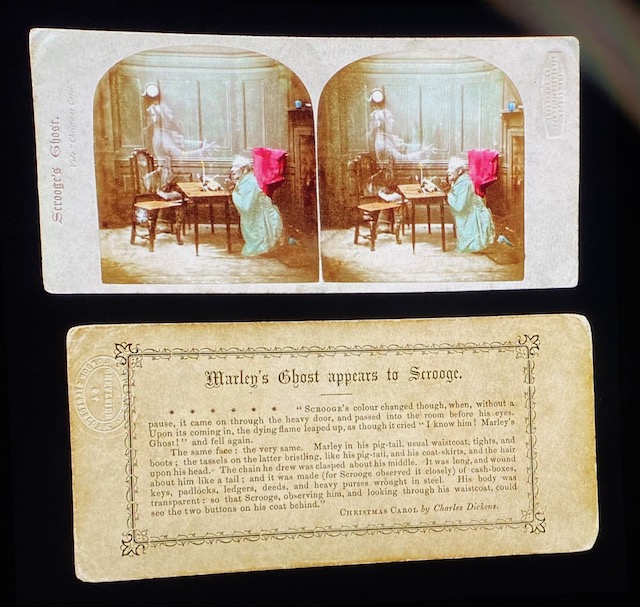 Scrooge's Ghost.
Vide "Christmas Carol"
Marley's Ghost appears to Scrooge.
* * * * * * "SCROOGE'S colour changed though, when, without a
pause, it came on through the heavy door, and passed into the room before his eyes.
Upon its coming in, the dying flame leaped up, as though it cried "I know him! Marley's
Ghost!" and fell again.
The same face: the very same. Marley in his pig-tail, usual waistcoat, tights, and
boots; the tassels on the latter bristling, like his pig-tail, and his coat-skirts, and the hair
upon his head. The chain he drew was clasped about his middle. It was long, and wound
about him like a tail; and it was made (for Scrooge observed it closely) of cash-boxes,
keys, padlocks, ledgers, deeds, and heavy purses wrought in steel. His body was
transparent: so that Scrooge, observing him, and looking through his waistcoat, could
see the two buttons on his coat behind."
CHRISTMAS CAROL by Charles Dickens.